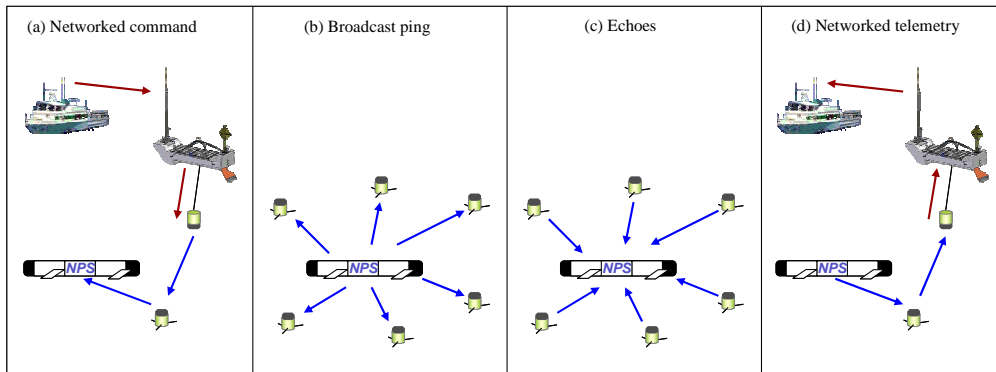 (a) Networked command
(b) Broadcast ping
(c) Echoes
(d) Networked telemetry
NPS
NPS
NPS
NPS